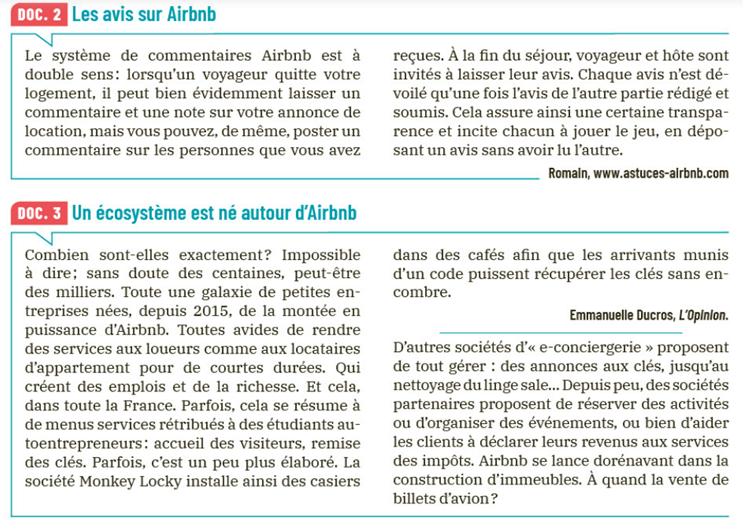 DOC. 2 Les avis sur Airbnb
Le système de commentaires Airbnb est à
double sens : lorsqu'un voyageur quitte votre
logement, il peut bien évidemment laisser un
commentaire et une note sur votre annonce de
location, mais vous pouvez, de même, poster un
commentaire sur les personnes que vous avez
reçues. À la fin du séjour, voyageur et hôte sont
invités à laisser leur avis. Chaque avis n'est dé-
voilé qu'une fois l'avis de l'autre partie rédigé et
soumis. Cela assure ainsi une certaine transpa-
rence et incite chacun à jouer le jeu, en dépo-
sant un avis sans avoir lu l'autre.
Romain, www.astuces-airbnb.com
DOC. 3 Un écosystème est né autour d'Airbnb
Combien sont-elles exactement ? Impossible
à dire ; sans doute des centaines, peut-être
des milliers. Toute une galaxie de petites en-
treprises nées, depuis 2015, de la montée en
puissance d'Airbnb. Toutes avides de rendre
des services aux loueurs comme aux locataires
d'appartement pour de courtes durées. Qui
créent des emplois et de la richesse. Et cela,
dans toute la France. Parfois, cela se résume à
de menus services rétribués à des étudiants au-
toentrepreneurs : accueil des visiteurs, remise
des clés. Parfois, c'est un peu plus élaboré. La
société Monkey Locky installe ainsi des casiers
dans des cafés afin que les arrivants munis
d'un code puissent récupérer les clés sans en-
combre.
Emmanuelle Ducros, L'Opinion.
D'autres sociétés d'« e-conciergerie » proposent
de tout gérer : des annonces aux clés, jusqu'au
nettoyage du linge sale... Depuis peu, des sociétés
partenaires proposent de réserver des activités
ou d'organiser des événements, ou bien d'aider
les clients à déclarer leurs revenus aux services
des impôts. Airbnb se lance dorénavant dans la
construction d'immeubles. À quand la vente de
billets d'avion ?